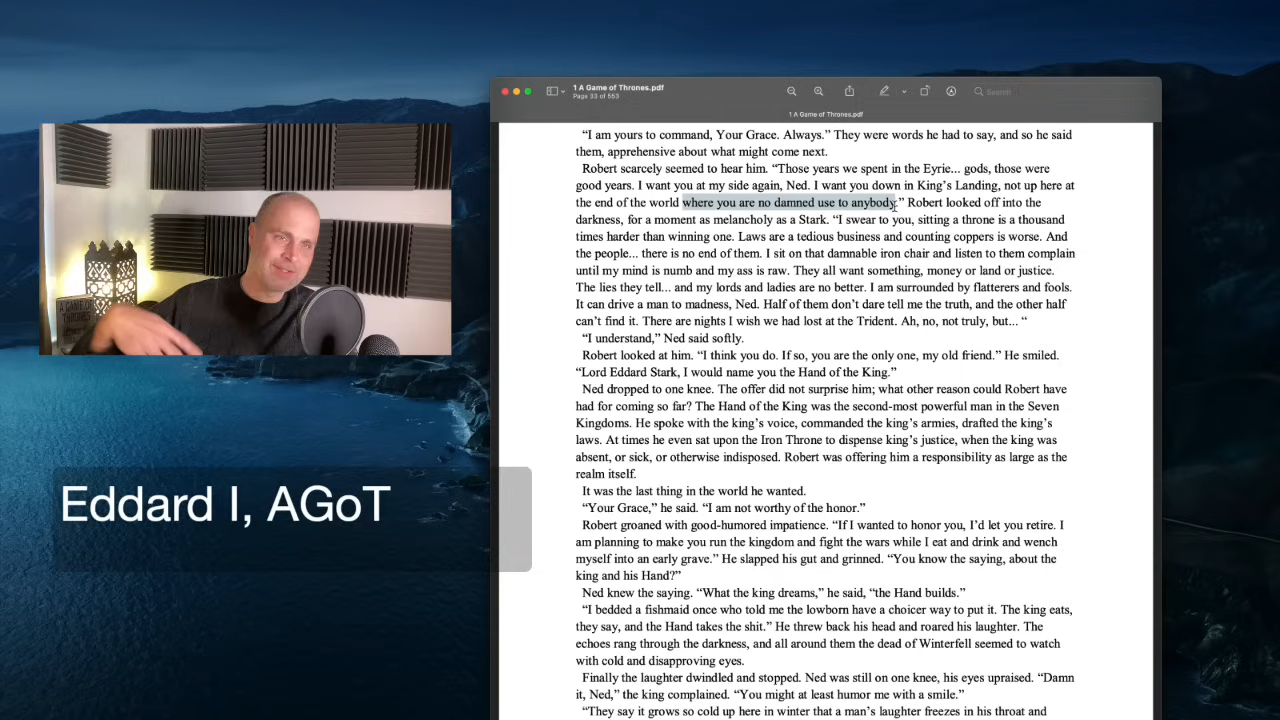 1 A Game of Thrones.pdf
Page 33 of 553
Search
1 A Game of Thrones.pdf
“I am yours to command, Your Grace. Always.” They were words he had to say, and so he said
them, apprehensive about what might come next.
Robert scarcely seemed to hear him. “Those years we spent in the Eyrie... gods, those were
good years. I want you at my side again, Ned. I want you down in King’s Landing, not up here at
the end of the world where you are no damned use to anybody.” Robert looked off into the
darkness, for a moment as melancholy as a Stark. “I swear to you, sitting a throne is a thousand
times harder than winning one. Laws are a tedious business and counting coppers is worse. And
the people... there is no end of them. I sit on that damnable iron chair and listen to them complain
until my mind is numb and my ass is raw. They all want something, money or land or justice.
The lies they tell... and my lords and ladies are no better. I am surrounded by flatterers and fools.
It can drive a man to madness, Ned. Half of them don’t dare tell me the truth, and the other half
can’t find it. There are nights I wish we had lost at the Trident. Ah, no, not truly, but... “
“I understand,” Ned said softly.
Robert looked at him. “I think you do. If so, you are the only one, my old friend.” He smiled.
“Lord Eddard Stark, I would name you the Hand of the King.”
Ned dropped to one knee. The offer did not surprise him; what other reason could Robert have
had for coming so far? The Hand of the King was the second-most powerful man in the Seven
Kingdoms. He spoke with the king’s voice, commanded the king’s armies, drafted the king’s
laws. At times he even sat upon the Iron Throne to dispense king’s justice, when the king was
absent, or sick, or otherwise indisposed. Robert was offering him a responsibility as large as the
realm itself.
It was the last thing in the world he wanted.
“Your Grace,” he said. “I am not worthy of the honor.”
Robert groaned with good-humored impatience. “If I wanted to honor you, I’d let you retire. I
am planning to make you run the kingdom and fight the wars while I eat and drink and wench
myself into an early grave.” He slapped his gut and grinned. “You know the saying, about the
king and his Hand?”
Ned knew the saying. “What the king dreams,” he said, “the Hand builds.”
“I bedded a fishmaid once who told me the lowborn have a choicer way to put it. The king eats,
they say, and the Hand takes the shit.” He threw back his head and roared his laughter. The
echoes rang through the darkness, and all around them the dead of Winterfell seemed to watch
with cold and disapproving eyes.
Finally the laughter dwindled and stopped. Ned was still on one knee, his eyes upraised. “Damn
it, Ned,” the king complained. “You might at least humor me with a smile.”
“They say it grows so cold up here in winter that a man’s laughter freezes in his throat and
A GAME OF
THRONES
Eddard I, AGoT